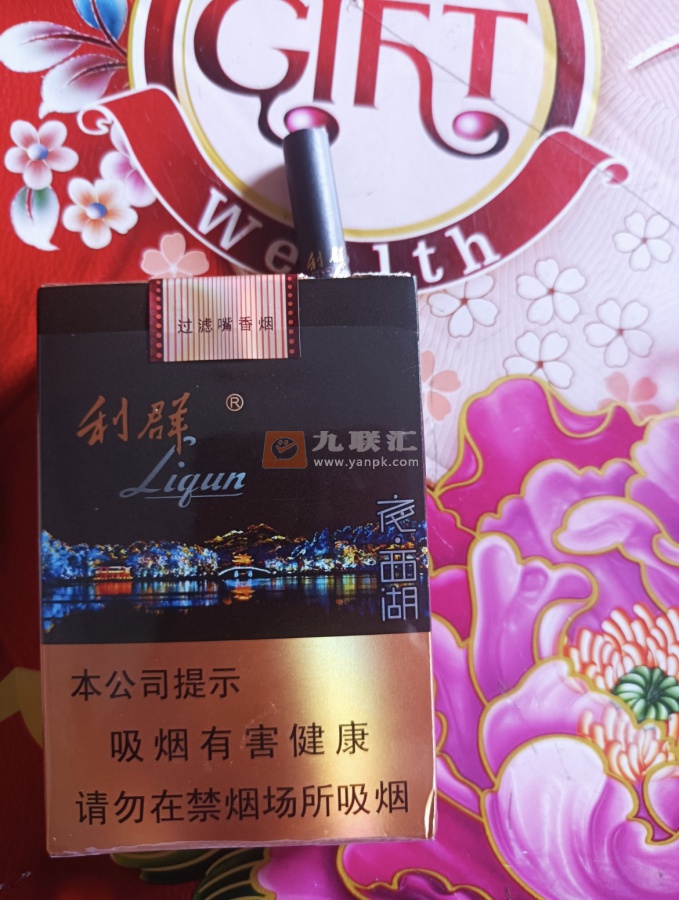 GIFT
Wealth
利群
过滤嘴香烟
利群®
Liqun
九联汇
www.yanpk.com
夜·西湖
本公司提示
吸烟有害健康
请勿在禁烟场所吸烟